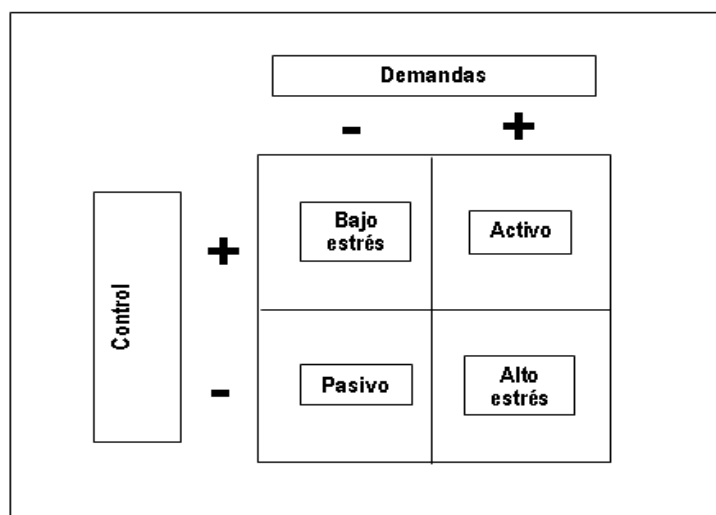 Demandas
- +
Bajo
estrés
Activo
Control
+
-
Pasivo
Alto
estrés